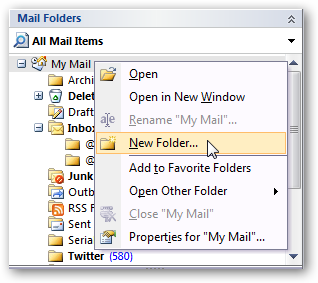 Mail Folders
All Mail Items
My Mail
Archi
Delet
Draft
Inbo
@
@
Junk
Outb
RSS F
Sent
Seria
Twitter (580)
Open
Open in New Window
Rename "My Mail"...
New Folder...
Add to Favorite Folders
Open Other Folder
Close "My Mail"
Properties for "My Mail"...